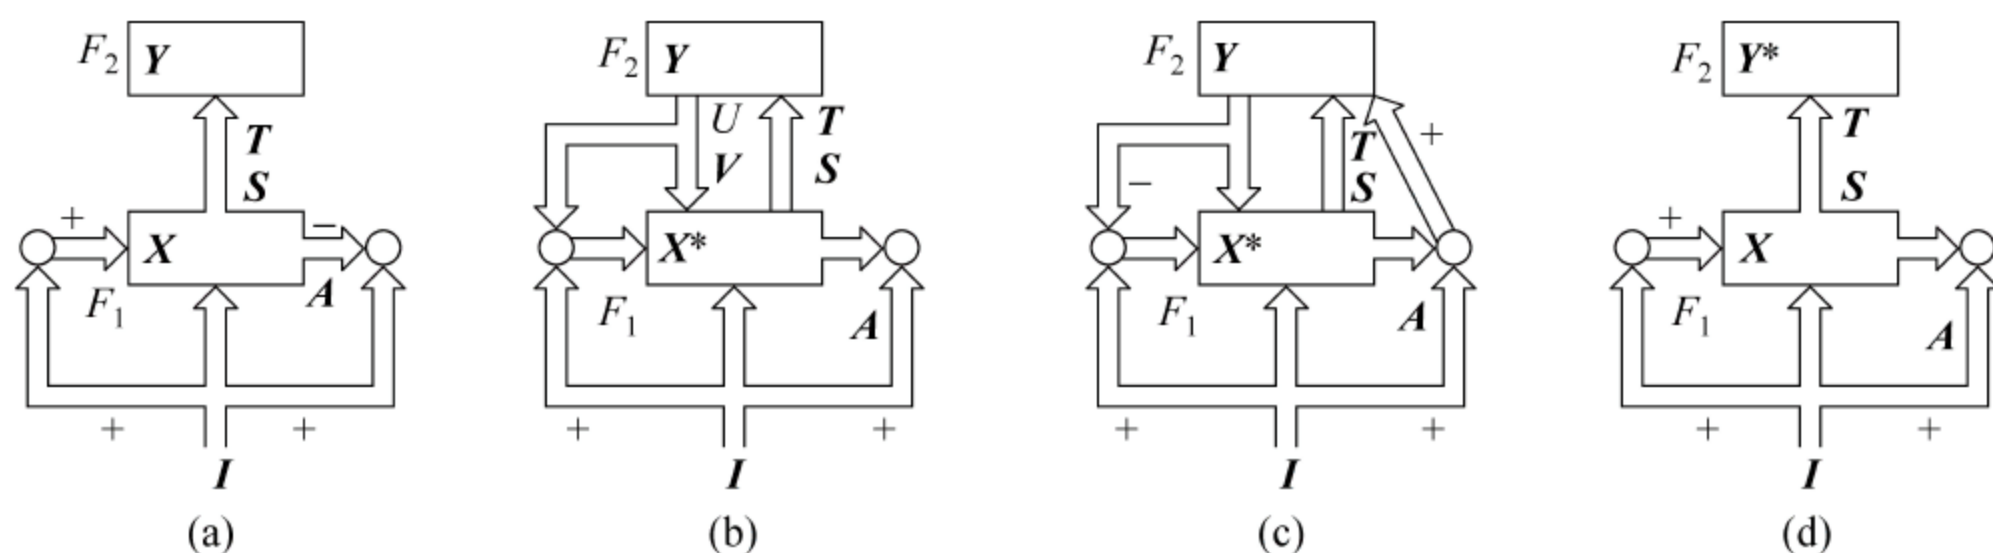 F2 Y
T
S
+
X
−
F1
A
+ +
I
(a)
F2 Y
U T
V S
X*
F1
A
+ +
I
(b)
F2 Y
+
T
−
S
X*
F1
A
+ +
I
(c)
F2 Y*
T
S
+
X
F1
A
+ +
I
(d)